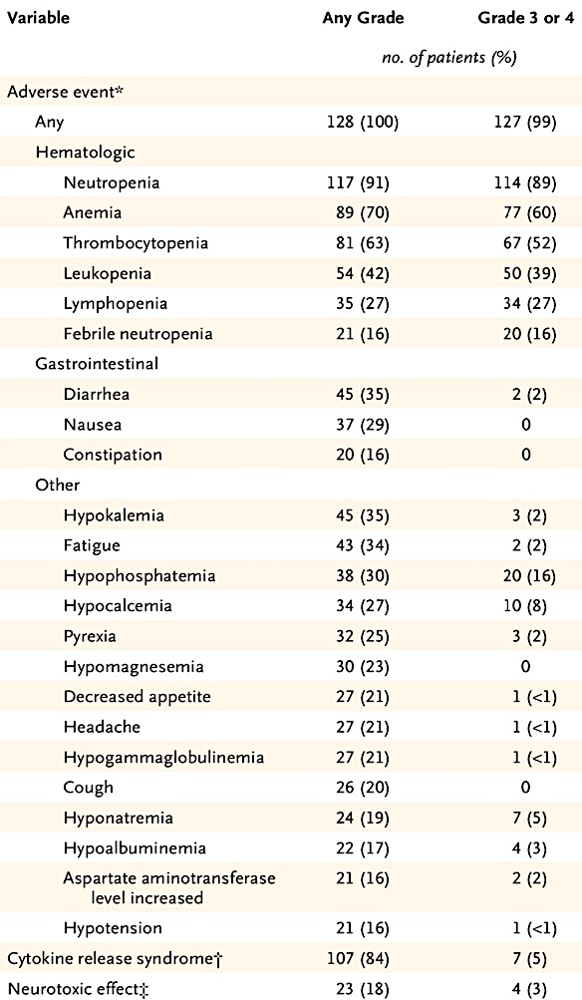 Variable Any Grade Grade 3 or 4
no. of patients (%)
Adverse event*
Any 128 (100) 127 (99)
Hematologic
Neutropenia 117 (91) 114 (89)
Anemia 89 (70) 77 (60)
Thrombocytopenia 81 (63) 67 (52)
Leukopenia 54 (42) 50 (39)
Lymphopenia 35 (27) 34 (27)
Febrile neutropenia 21 (16) 20 (16)
Gastrointestinal
Diarrhea 45 (35) 2 (2)
Nausea 37 (29) 0
Constipation 20 (16) 0
Other
Hypokalemia 45 (35) 3 (2)
Fatigue 43 (34) 2 (2)
Hypophosphatemia 38 (30) 20 (16)
Hypocalcemia 34 (27) 10 (8)
Pyrexia 32 (25) 3 (2)
Hypomagnesemia 30 (23) 0
Decreased appetite 27 (21) 1 (<1)
Headache 27 (21) 1 (<1)
Hypogammaglobulinemia 27 (21) 1 (<1)
Cough 26 (20) 0
Hyponatremia 24 (19) 7 (5)
Hypoalbuminemia 22 (17) 4 (3)
Aspartate aminotransferase 21 (16) 2 (2)
level increased
Hypotension 21 (16) 1 (<1)
Cytokine release syndrome† 107 (84) 7 (5)
Neurotoxic effect‡ 23 (18) 4 (3)